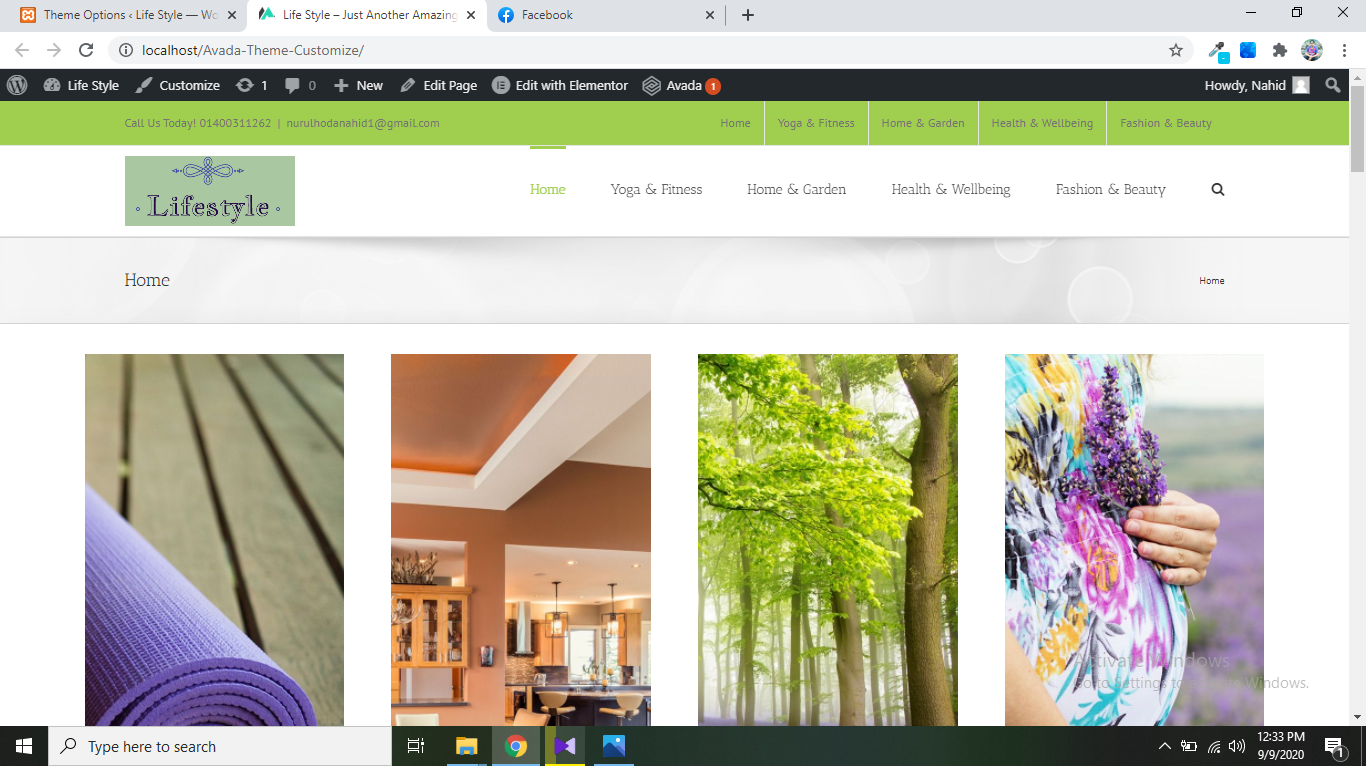 Theme Options ‹ Life Style — Wo
Life Style – Just Another Amazing
Facebook
localhost/Avada-Theme-Customize/
Life Style Customize 1 0 New Edit Page Edit with Elementor Avada 1 Howdy, Nahid
Call Us Today! 01400311262 | nurulhodanahid1@gmail.com
Home Yoga & Fitness Home & Garden Health & Wellbeing Fashion & Beauty
Lifestyle
Home Yoga & Fitness Home & Garden Health & Wellbeing Fashion & Beauty
Home
Home
Activate Windows
Go to Settings to activate Windows.
Type here to search
12:33 PM
9/9/2020
1